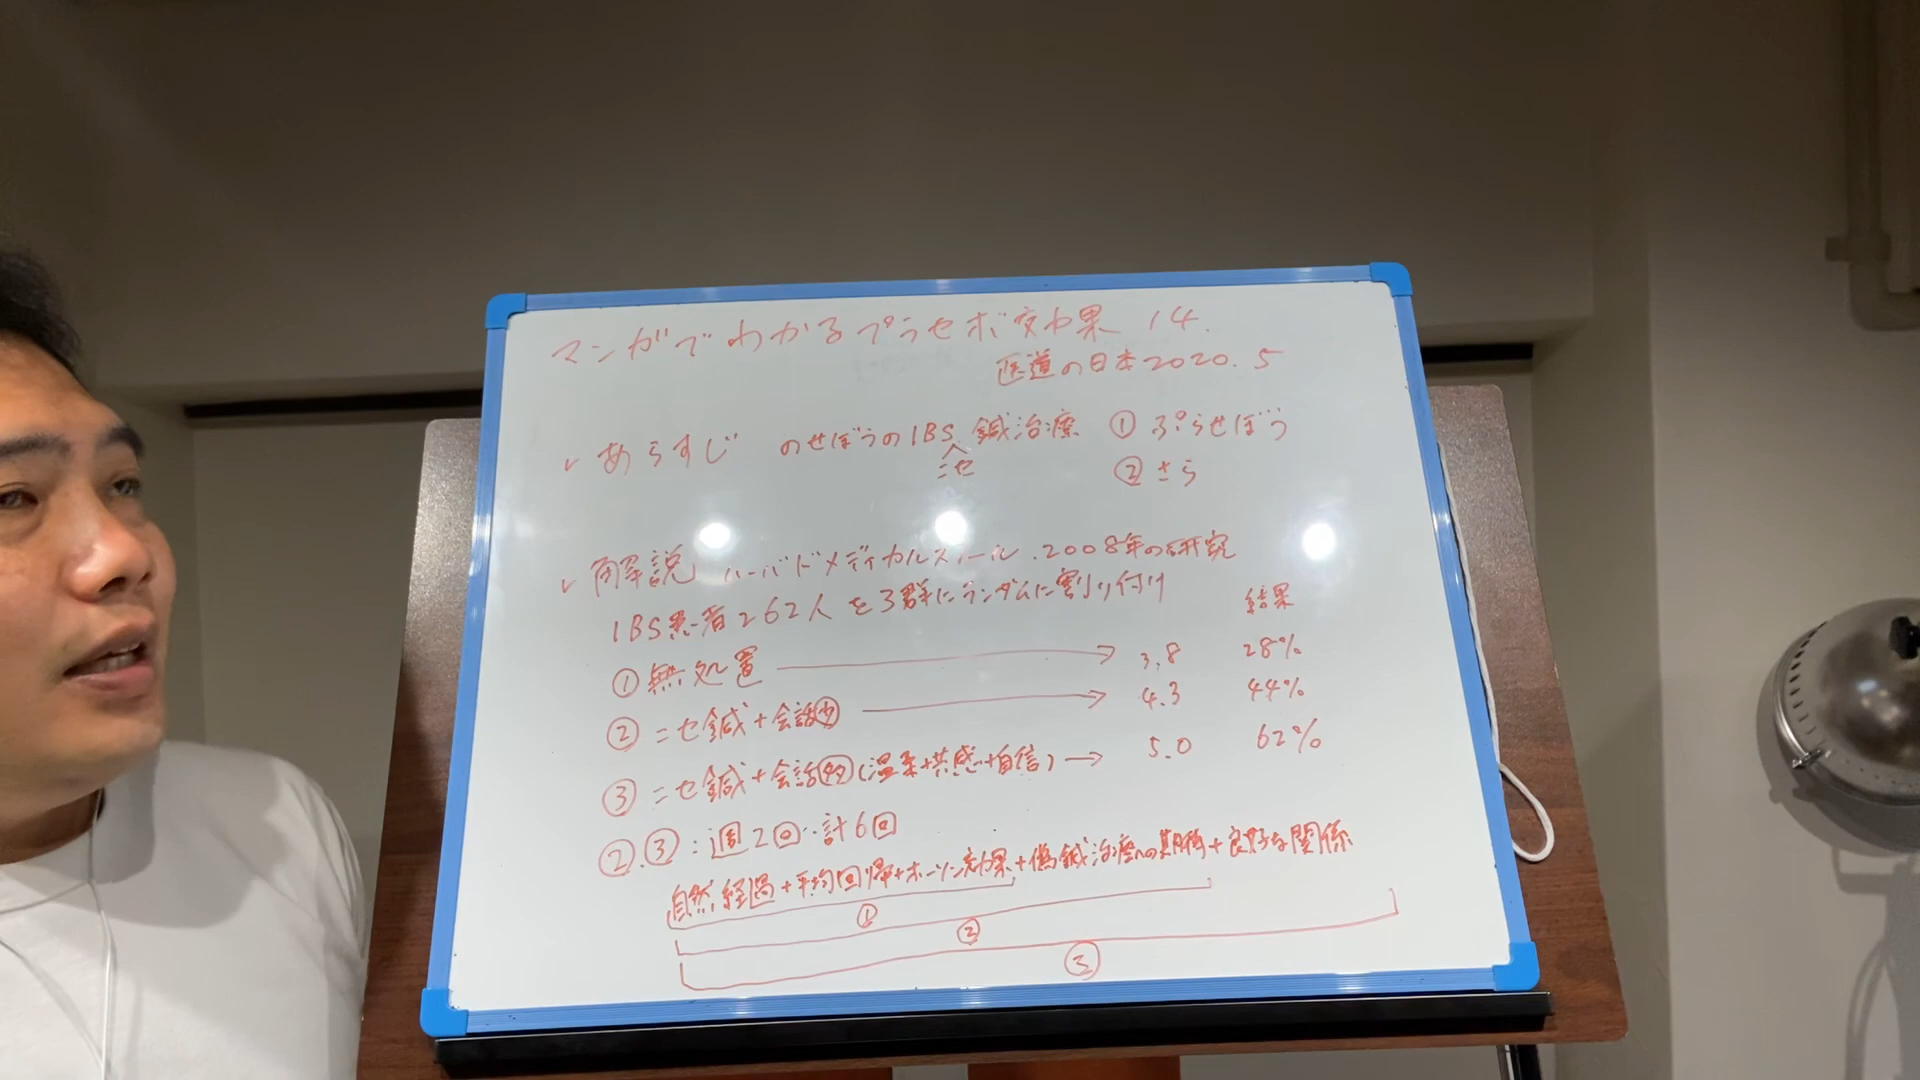 マンガでわかるプラセボ効果 14.
医道の日本2020.5
✓ あらすじ のせぼうのIBS 鍼治療 ① ぷらせぼう
ニセ
② さら
✓ 解説 ハーバードメディカルスクール.2008年の研究
IBS患者262人を3群にランダムに割り付け 結果
① 無処置 → 3.8 28%
② ニセ鍼+会話少 → 4.3 44%
③ ニセ鍼+会話多(温柔+共感+自信) → 5.0 62%
②.③:週2回…計6回
自然経過+平均回帰+ホーソン効果+偽鍼治療への期待+良好な関係
①
②
③